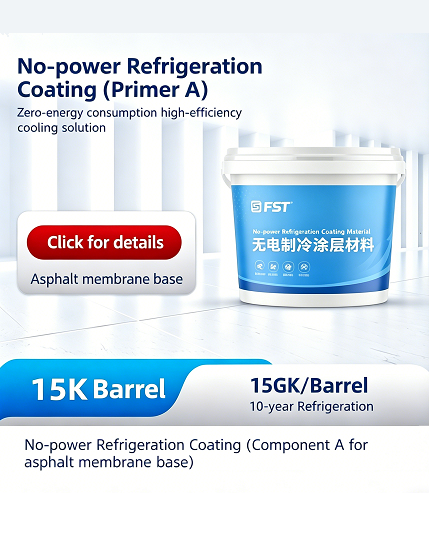 No-power Refrigeration
Coating (Primer A)
Zero-energy consumption high-efficiency
cooling solution
FST
No-power Refrigeration Coating Material
无电制冷涂层材料
Click for details
Asphalt membrane base
15K Barrel
15GK/Barrel
10-year Refrigeration
No-power Refrigeration Coating (Component A for
asphalt membrane base)